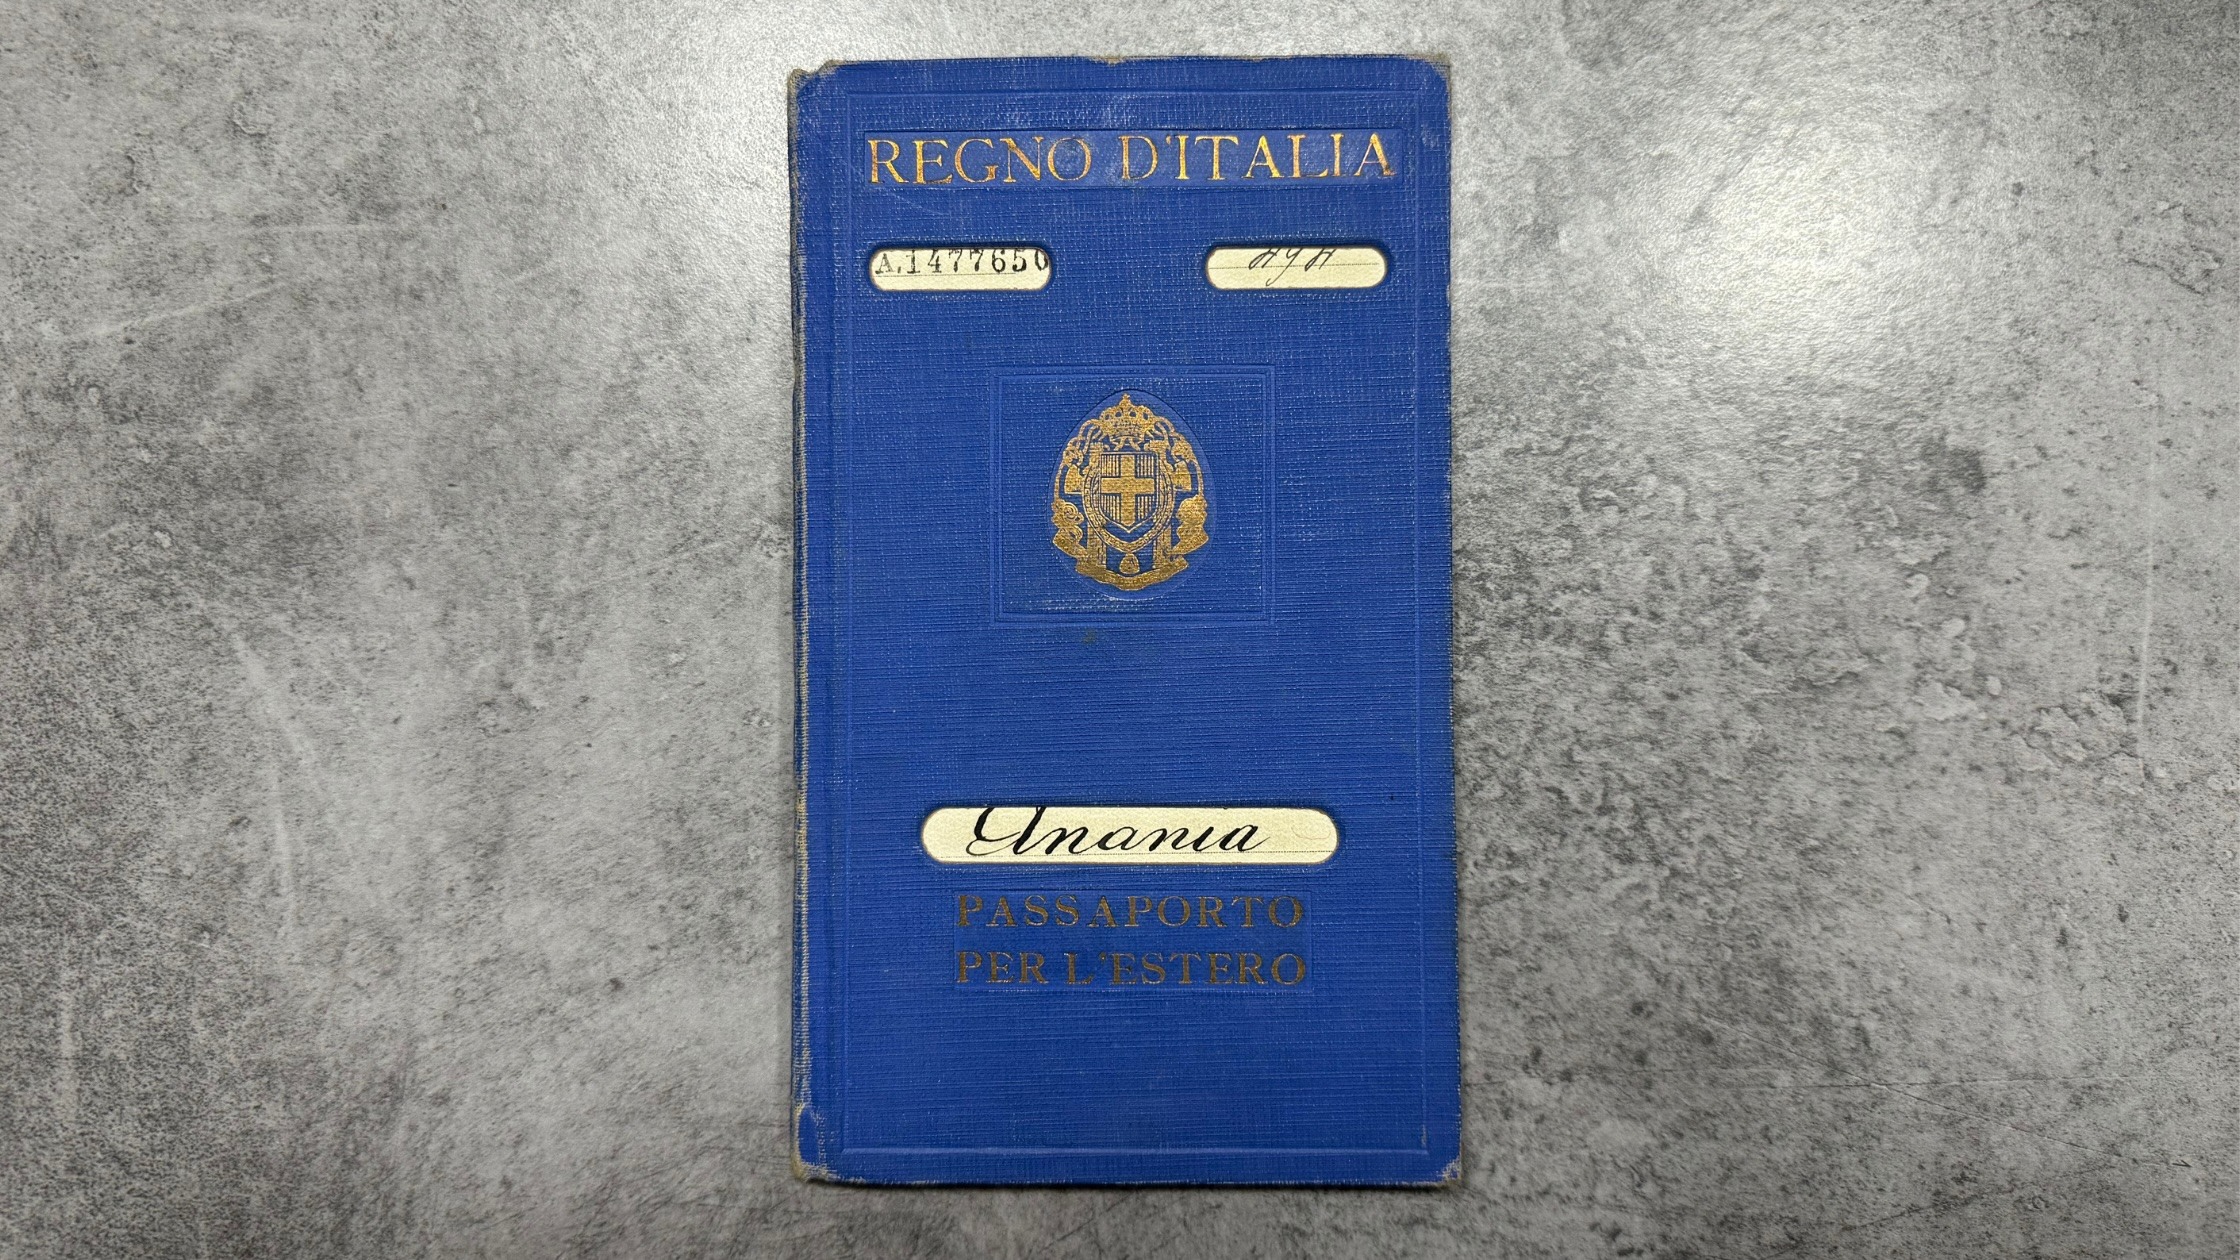 REGNO D'ITALIA
A.1477650
Anania
PASSAPORTO
PER L'ESTERO